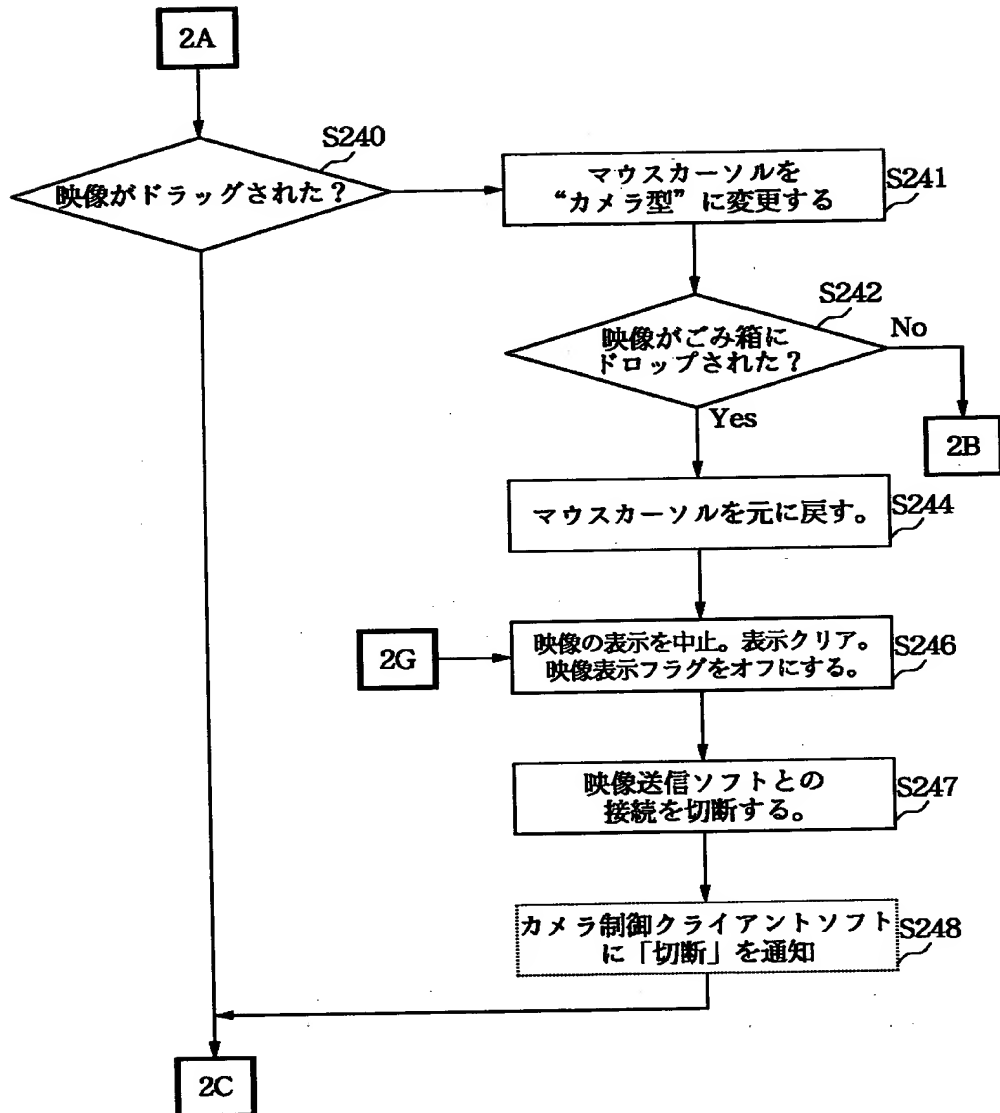 2A
S240
映像がドラッグされた？
マウスカーソルを
“カメラ型”に変更する
S241
S242
映像がごみ箱に
ドロップされた？
No
Yes
2B
マウスカーソルを元に戻す。
S244
2G
映像の表示を中止。表示クリア。
映像表示フラグをオフにする。
S246
映像送信ソフトとの
接続を切断する。
S247
カメラ制御クライアントソフト
に「切断」を通知
S248
2C